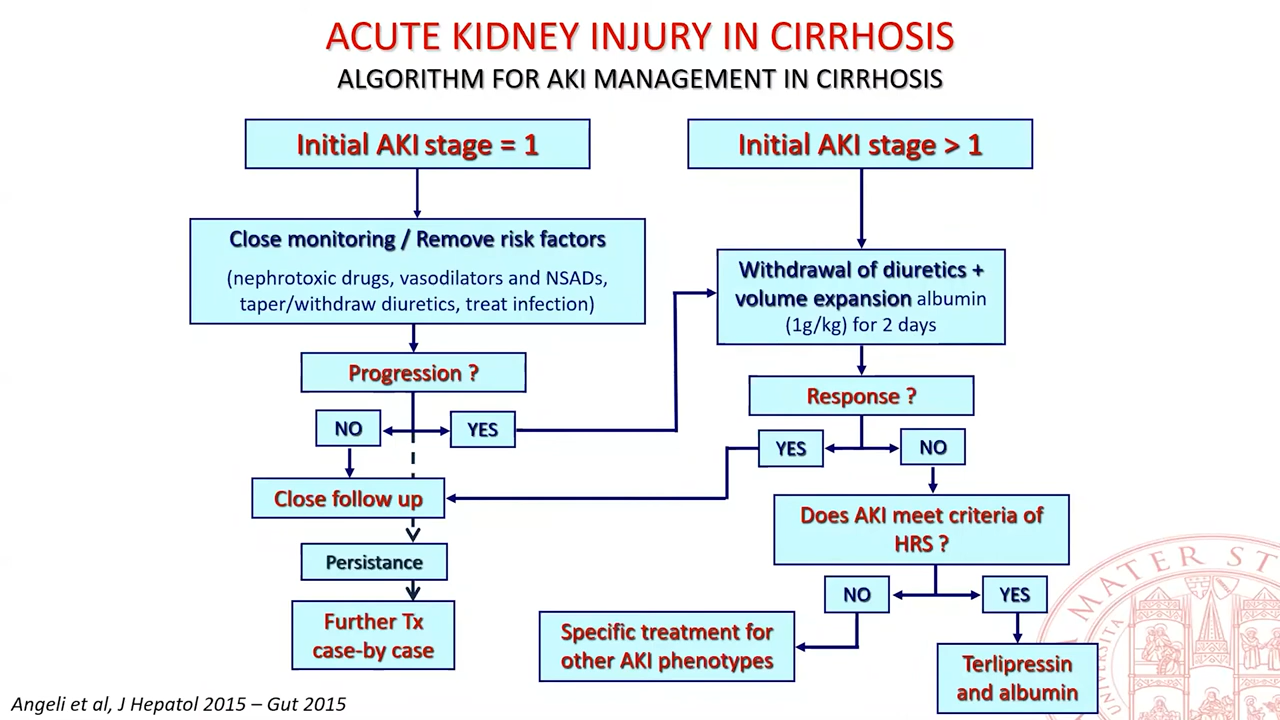 ACUTE KIDNEY INJURY IN CIRRHOSIS
ALGORITHM FOR AKI MANAGEMENT IN CIRRHOSIS
Initial AKI stage = 1
Close monitoring / Remove risk factors
(nephrotoxic drugs, vasodilators and NSADs,
taper/withdraw diuretics, treat infection)
Progression ?
NO
YES
Close follow up
Persistance
Further Tx
case-by case
Initial AKI stage > 1
Withdrawal of diuretics +
volume expansion albumin
(1g/kg) for 2 days
Response ?
YES
NO
Does AKI meet criteria of
HRS ?
NO
YES
Specific treatment for
other AKI phenotypes
Terlipressin
and albumin
Angeli et al, J Hepatol 2015 – Gut 2015
MATER ST